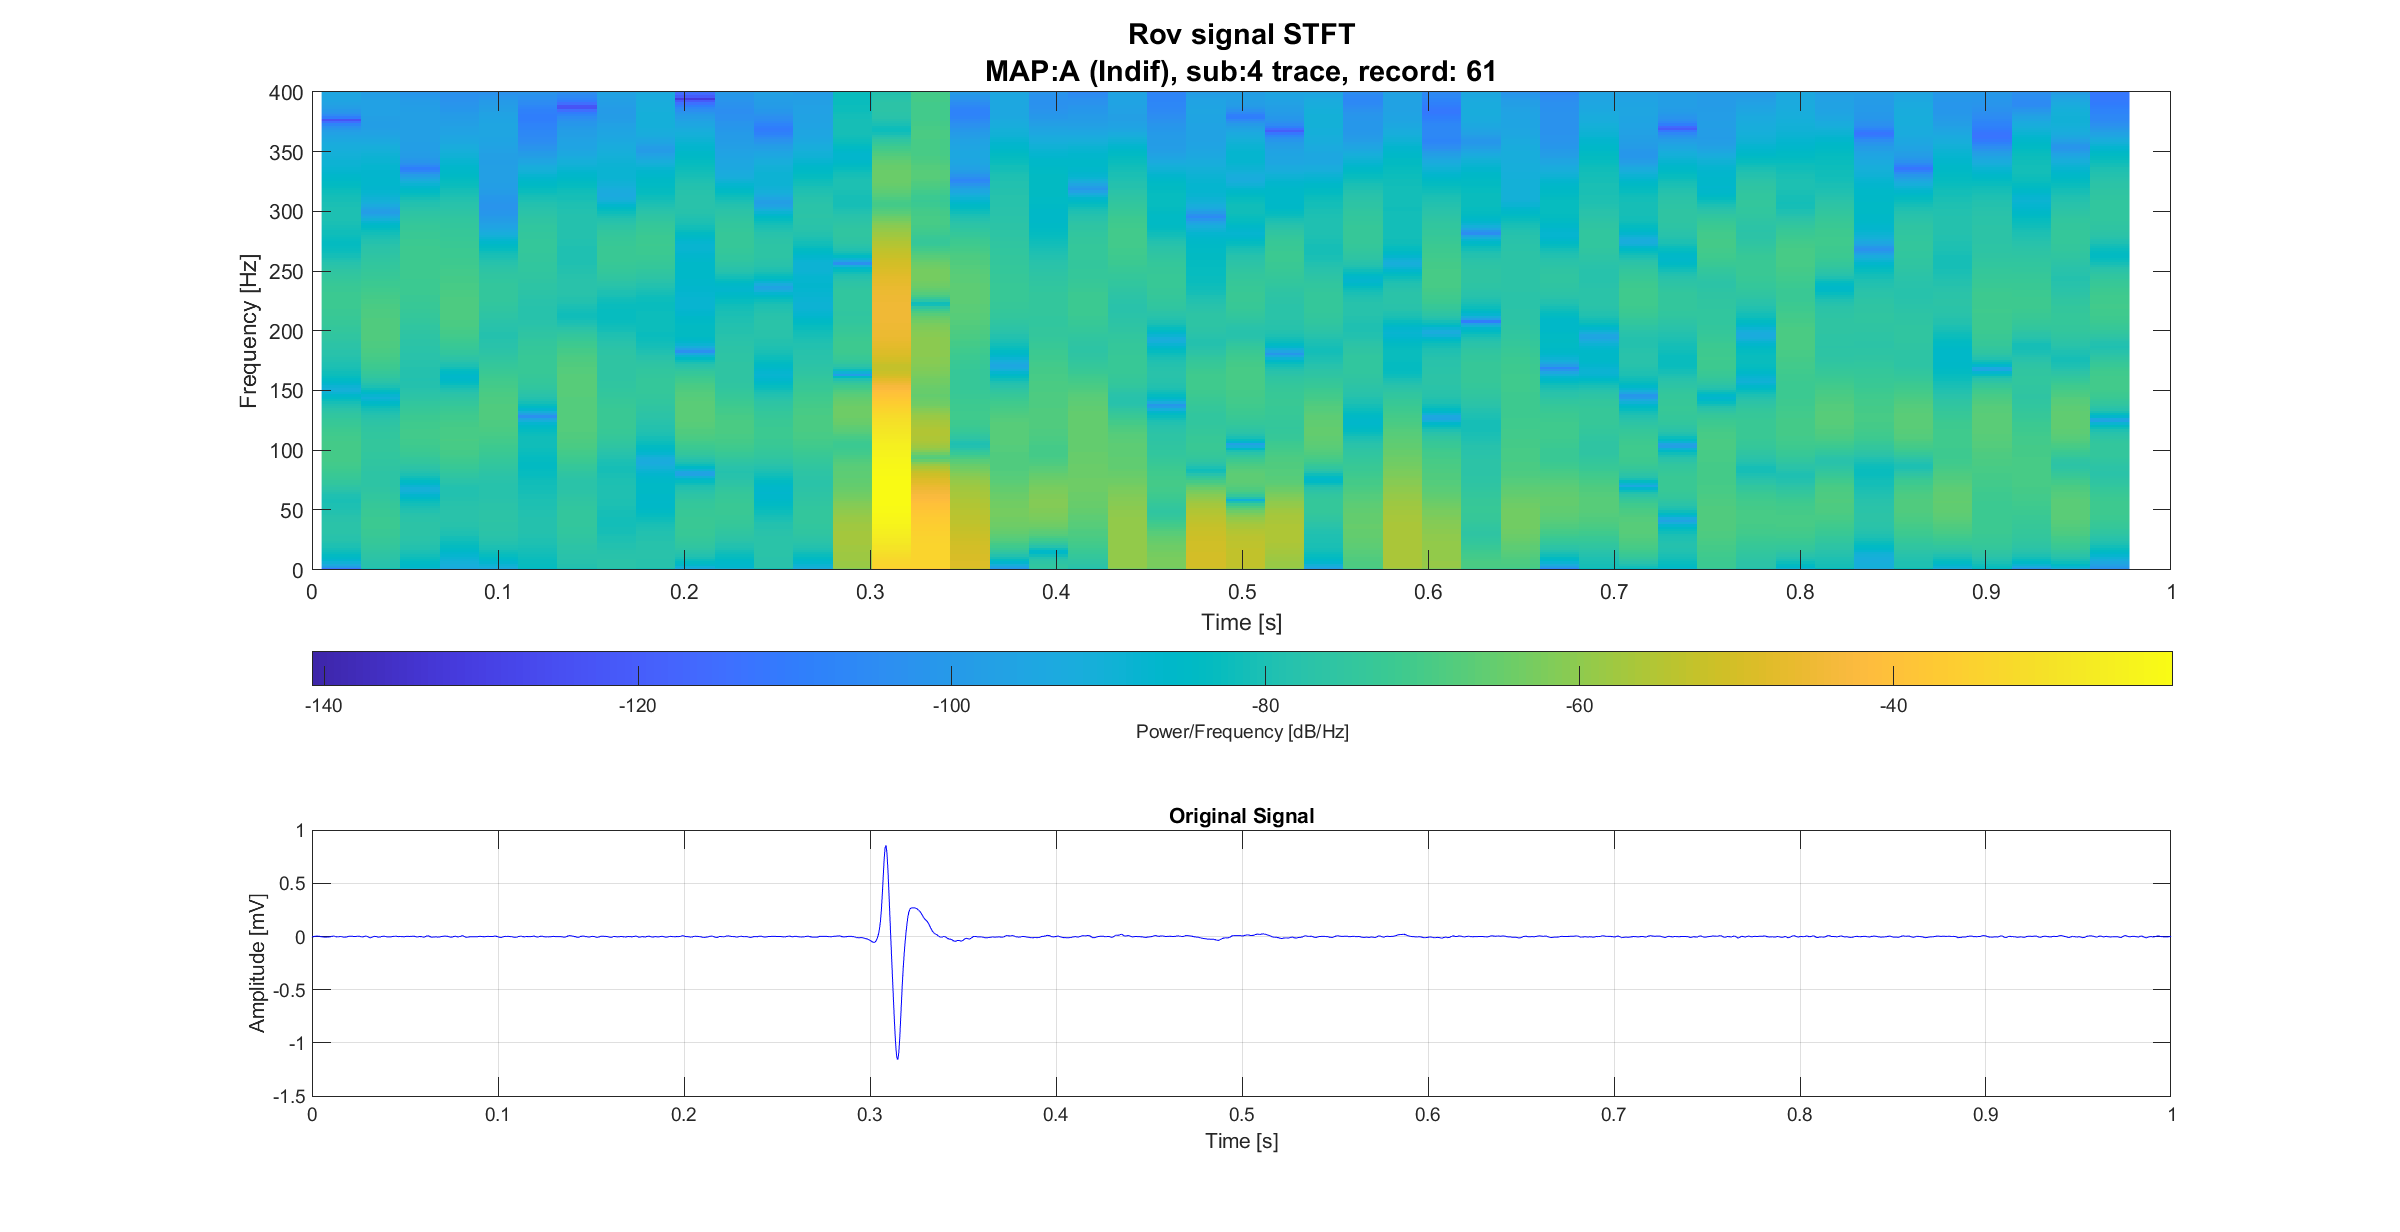 Rov signal STFT
MAP:A (Indif), sub:4 trace, record: 61
400
350
300
250
200
150
100
50
0
Frequency [Hz]
0 0.1 0.2 0.3 0.4 0.5 0.6 0.7 0.8 0.9 1
Time [s]
-140 -120 -100 -80 -60 -40
Power/Frequency [dB/Hz]
Original Signal
1
0.5
0
-0.5
-1
-1.5
Amplitude [mV]
0 0.1 0.2 0.3 0.4 0.5 0.6 0.7 0.8 0.9 1
Time [s]